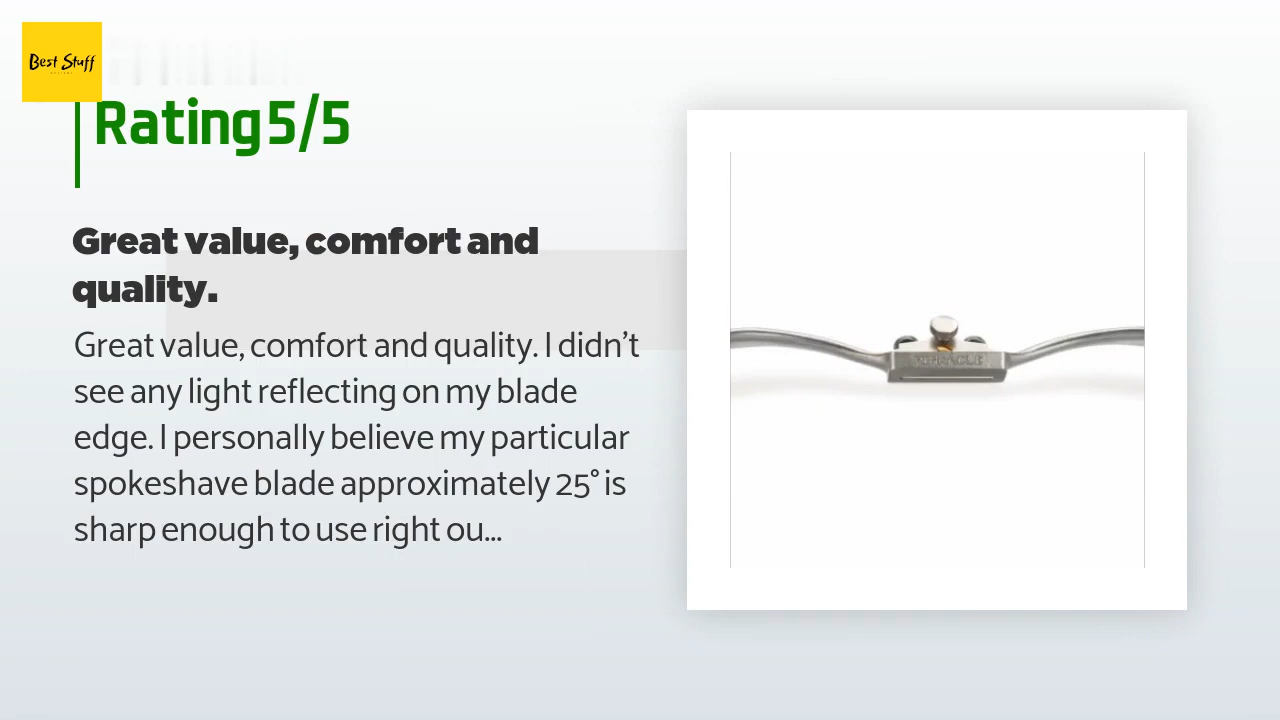 Best Stuff
Rating 5/5
Great value, comfort and
quality.
Great value, comfort and quality. I didn't
see any light reflecting on my blade
edge. I personally believe my particular
spokeshave blade approximately 25° is
sharp enough to use right ou...
PINNACLE